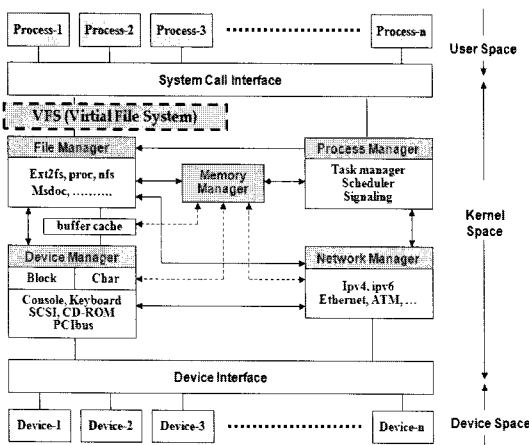 Process-1
Process-2
Process-3
Process-n
User Space
System Call Interface
VFS (Virtial File System)
File Manager
Ext2fs, proc, nfs
Msdoc, ..........
Memory
Manager
Process Manager
Task manager
Scheduler
Signaling
Kernel
Space
buffer cache
Device Manager
Block
Char
Console, Keyboard
SCSI, CD-ROM
PCIbus
Network Manager
Ipv4, ipv6
Ethernet, ATM, ...
Device Interface
Device-1
Device-2
Device-3
Device-n
Device Space